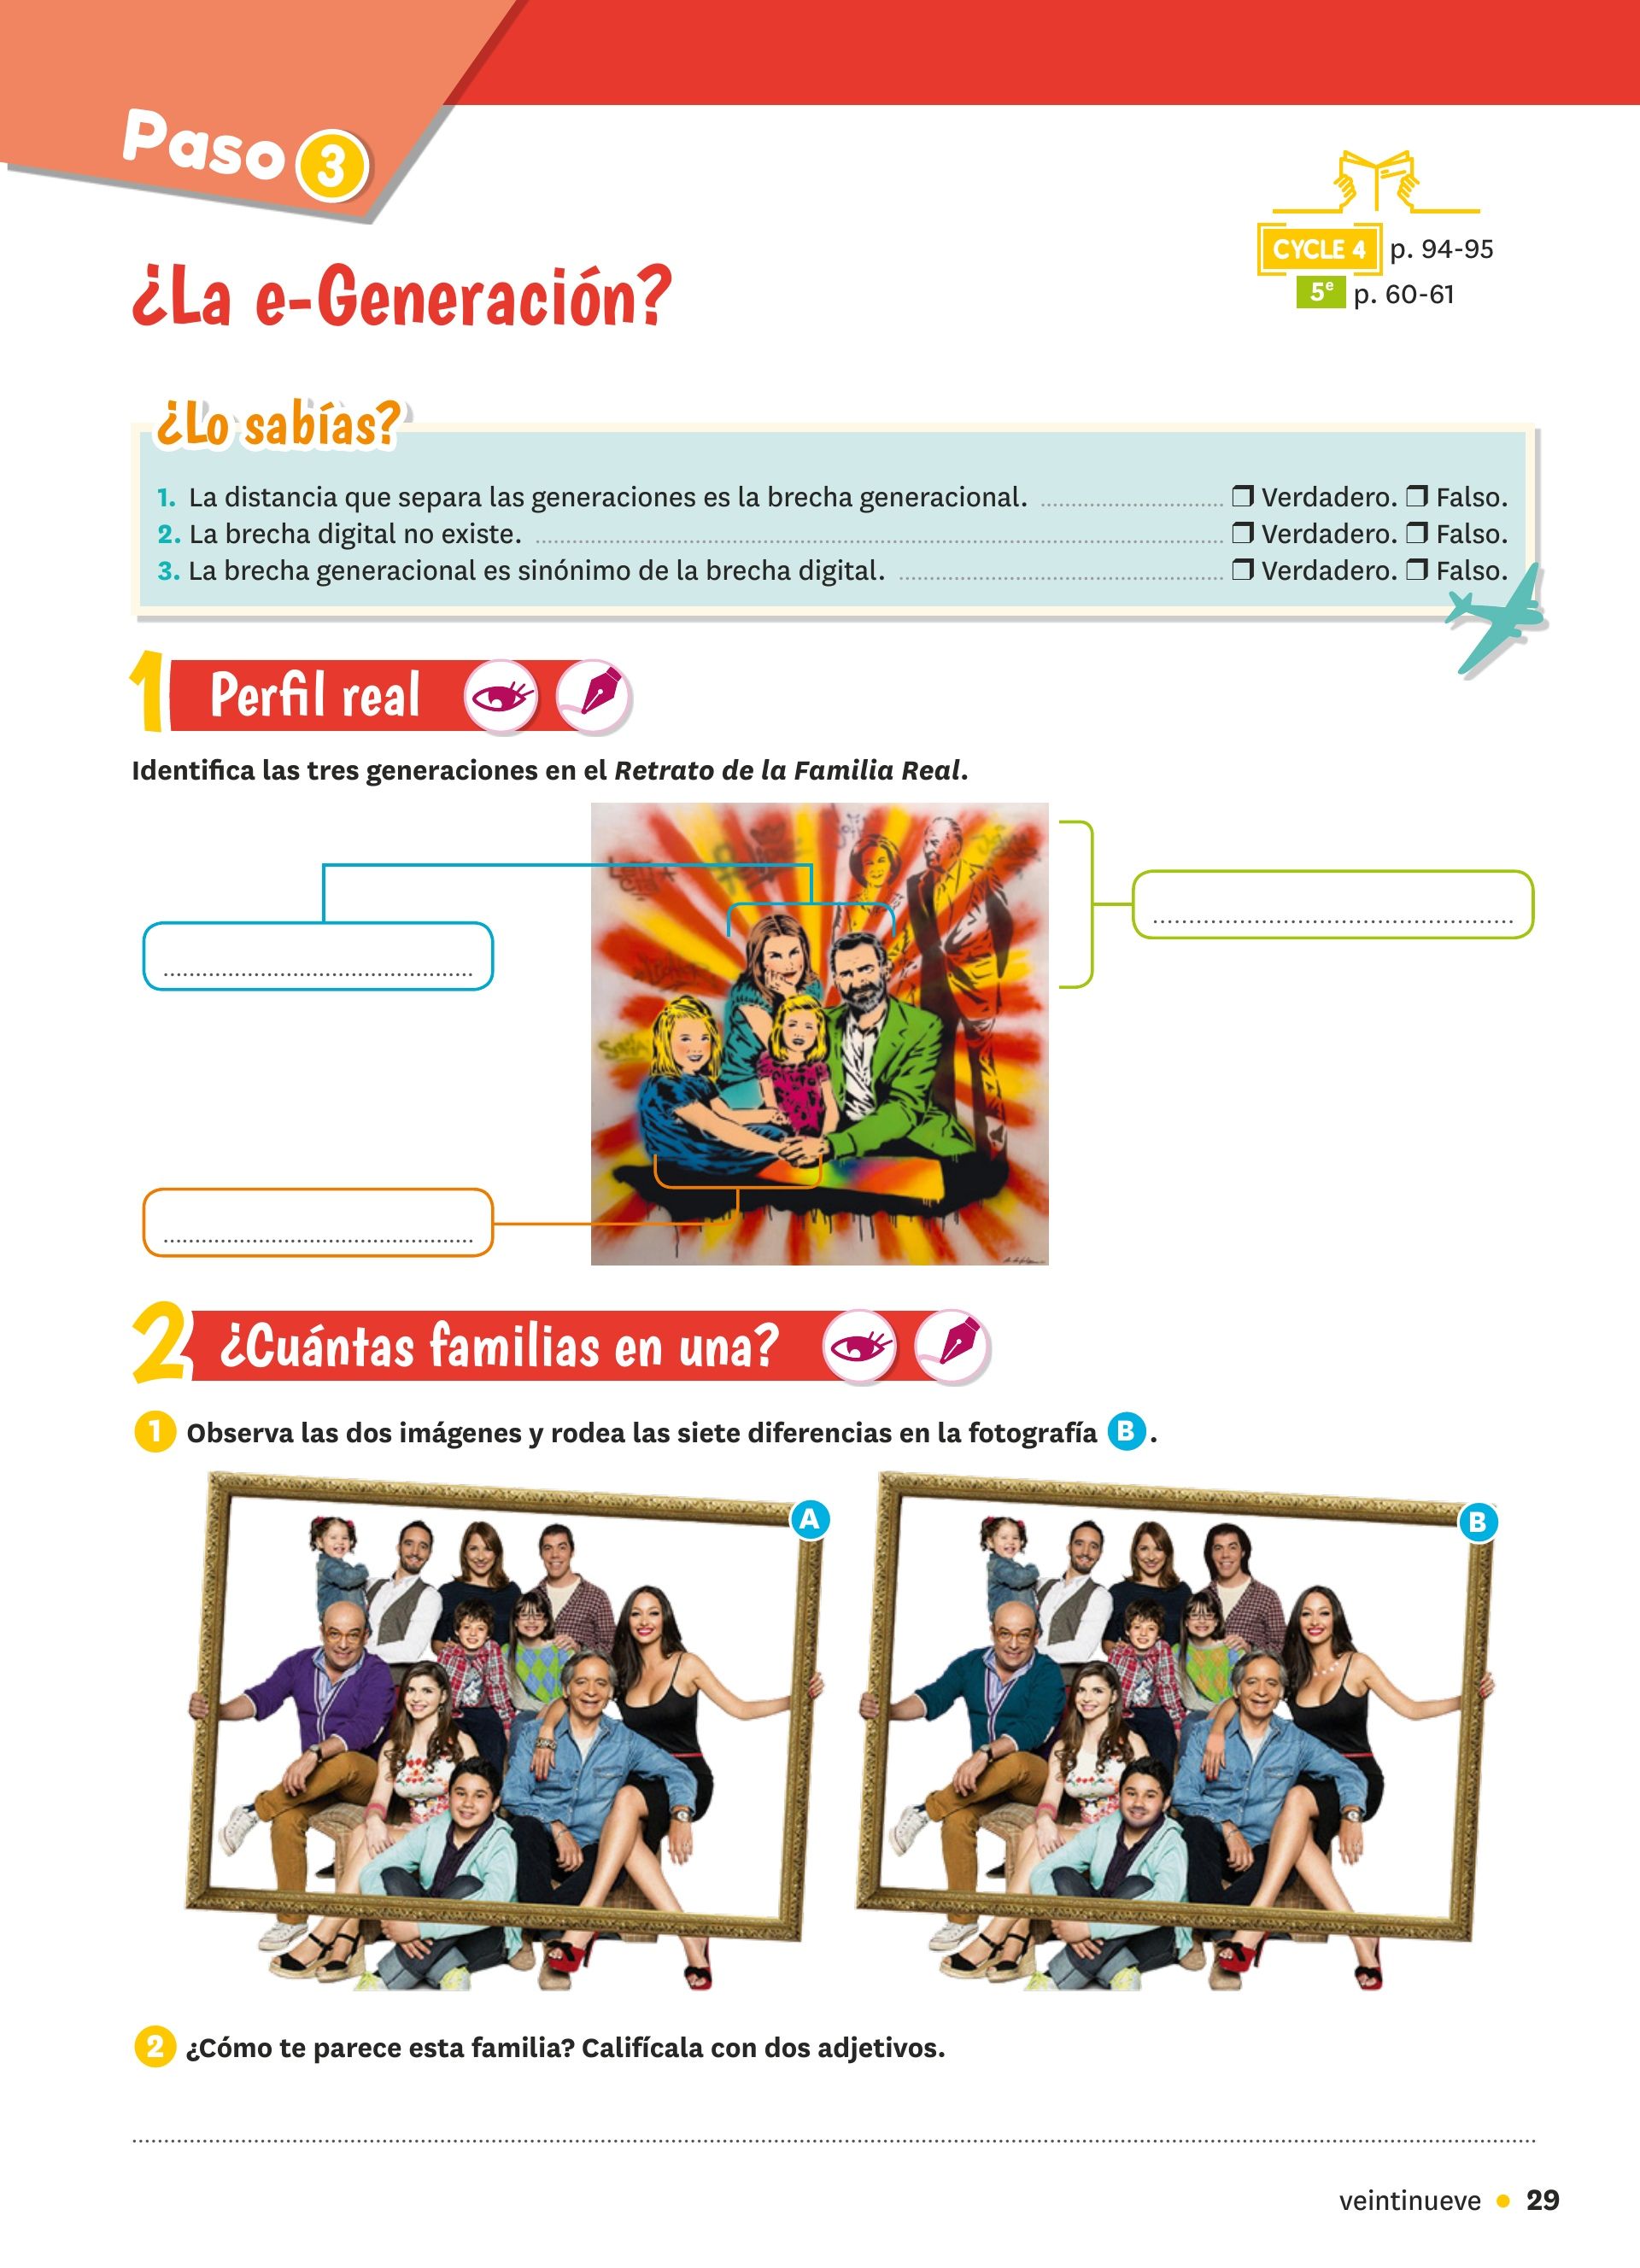 Paso 3
CYCLE 4 p. 94-95
5e p. 60-61
¿La e-Generación?
¿Lo sabías?
1. La distancia que separa las generaciones es la brecha generacional. ❒ Verdadero. ❒ Falso.
2. La brecha digital no existe. ❒ Verdadero. ❒ Falso.
3. La brecha generacional es sinónimo de la brecha digital. ❒ Verdadero. ❒ Falso.
1 Perfil real
Identifica las tres generaciones en el Retrato de la Familia Real.
2 ¿Cuántas familias en una?
1 Observa las dos imágenes y rodea las siete diferencias en la fotografía B.
A
B
2 ¿Cómo te parece esta familia? Califícala con dos adjetivos.
veintinueve • 29